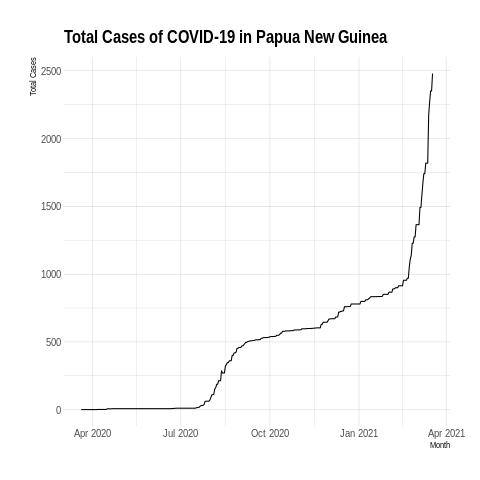 Total Cases of COVID-19 in Papua New Guinea
Total Cases
2500
2000
1500
1000
500
0
Apr 2020 Jul 2020 Oct 2020 Jan 2021 Apr 2021
Month